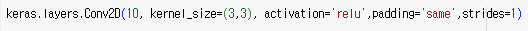 keras.layers.Conv2D(10, kernel_size=(3,3), activation='relu',padding='same',strides=1)